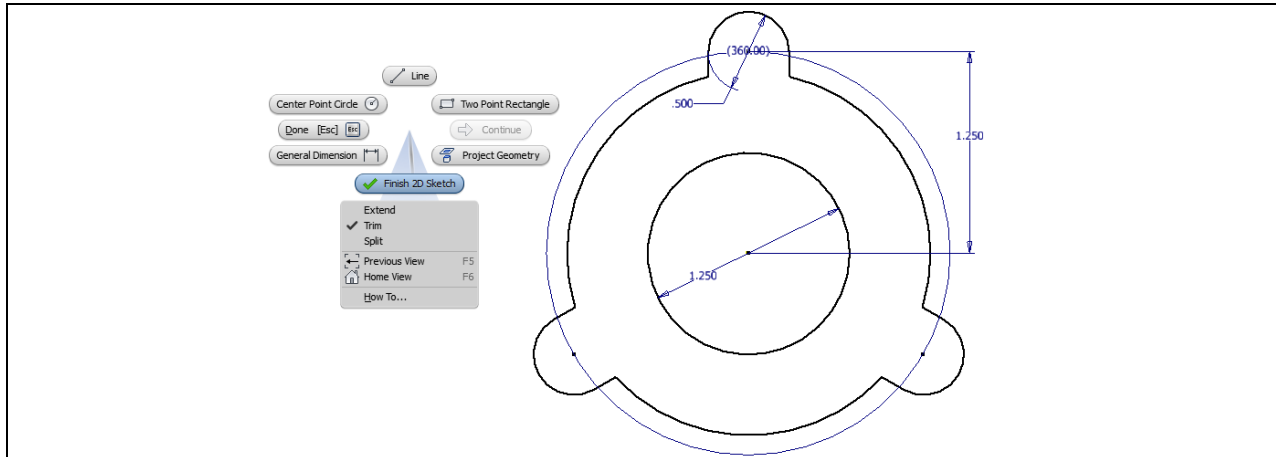 Line
Center Point Circle
Two Point Rectangle
Done [Esc] Esc
Continue
General Dimension
Project Geometry
Finish 2D Sketch
Extend
Trim
Split
Previous View F5
Home View F6
How To...
(360.00)
.500
1.250
1.250